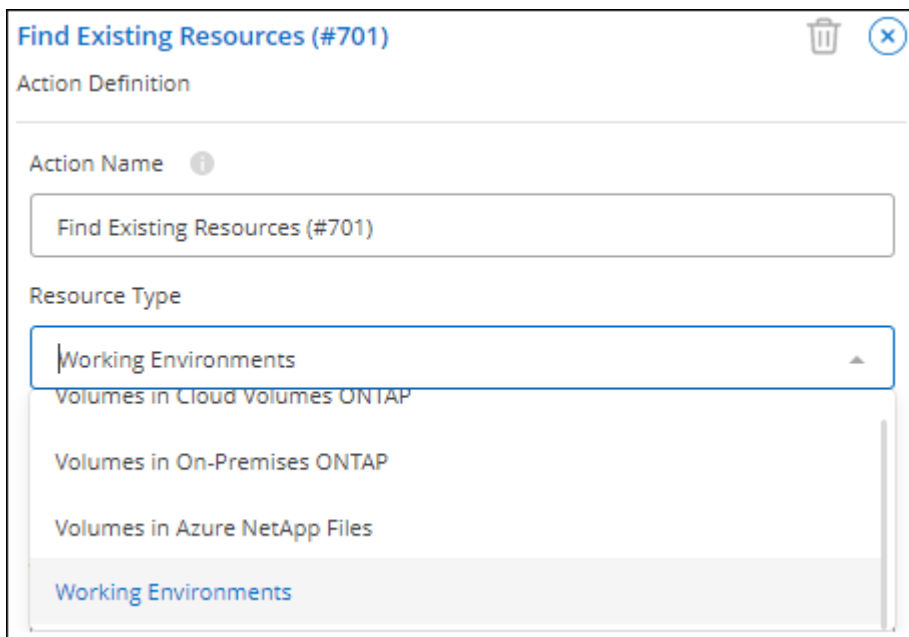 Find Existing Resources (#701)
Action Definition
Action Name
Find Existing Resources (#701)
Resource Type
Working Environments
Volumes in Cloud Volumes ONTAP
Volumes in On-Premises ONTAP
Volumes in Azure NetApp Files
Working Environments